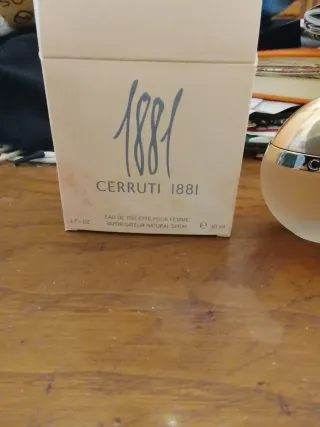 1881
CERRUTI 1881
EAU DE TOILETTE POUR FEMME
1 FL. OZ. VAPORISATEUR NATURAL SPRAY ℮ 30 ml